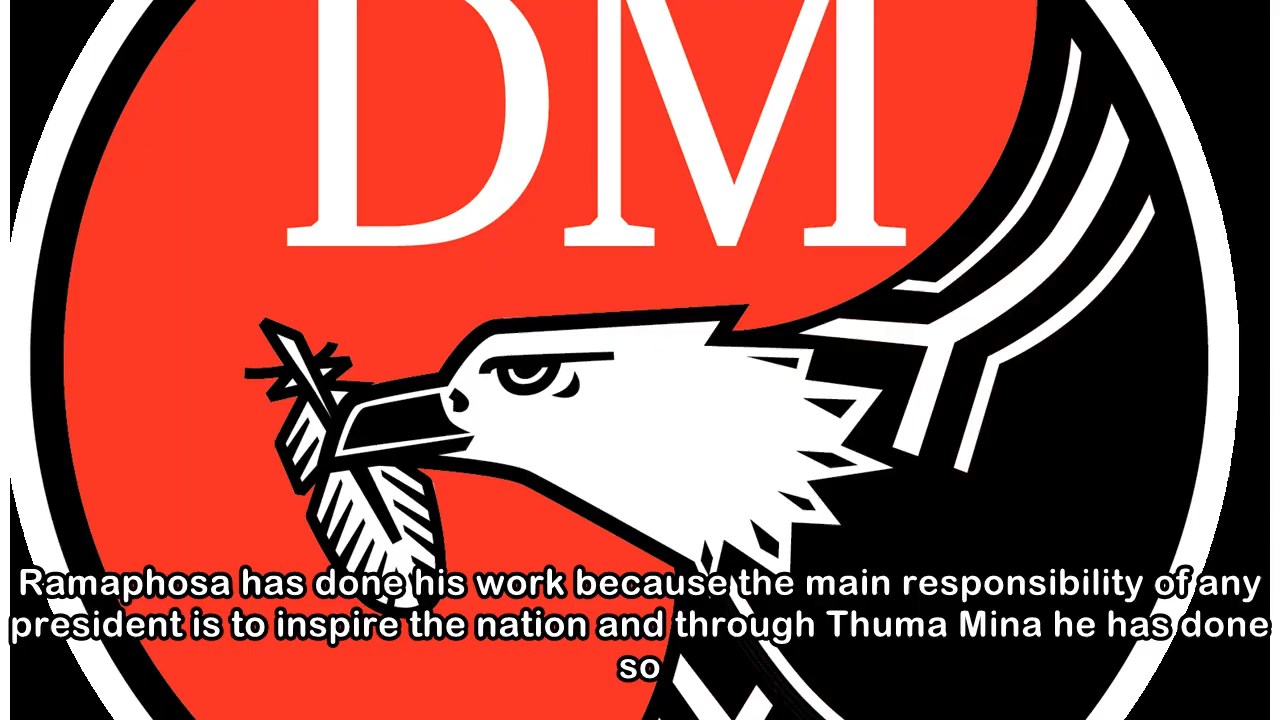 DM
Ramaphosa has done his work because the main responsibility of any
president is to inspire the nation and through Thuma Mina he has done
so